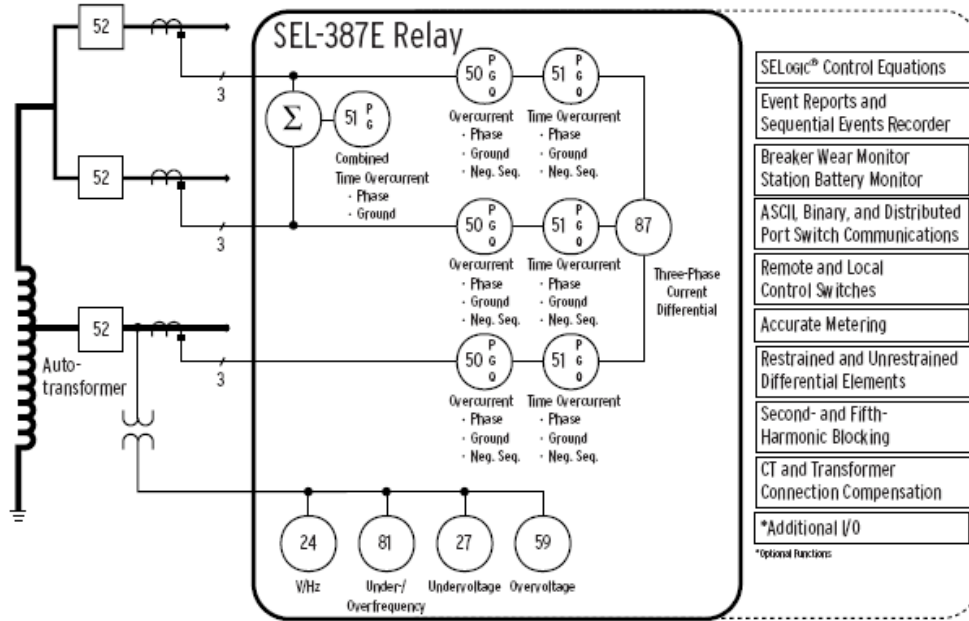 52
SEL-387E Relay
3
50 P G Q
51 P G Q
Overcurrent
· Phase
· Ground
· Neg. Seq.
Time Overcurrent
· Phase
· Ground
· Neg. Seq.
Σ
51 P G
Combined
Time Overcurrent
· Phase
· Ground
52
3
50 P G Q
51 P G Q
87
Overcurrent
· Phase
· Ground
· Neg. Seq.
Time Overcurrent
· Phase
· Ground
· Neg. Seq.
Three-Phase
Current
Differential
52
Auto-
transformer
3
50 P G Q
51 P G Q
Overcurrent
· Phase
· Ground
· Neg. Seq.
Time Overcurrent
· Phase
· Ground
· Neg. Seq.
24
V/Hz
81
Under-/
Overfrequency
27
Undervoltage
59
Overvoltage
SELOGIC® Control Equations
Event Reports and
Sequential Events Recorder
Breaker Wear Monitor
Station Battery Monitor
ASCII, Binary, and Distributed
Port Switch Communications
Remote and Local
Control Switches
Accurate Metering
Restrained and Unrestrained
Differential Elements
Second- and Fifth-
Harmonic Blocking
CT and Transformer
Connection Compensation
*Additional I/O
*Optional Functions